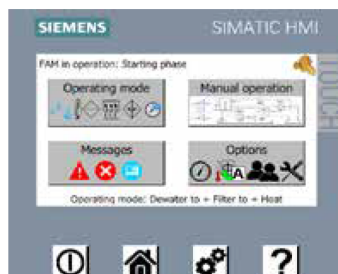 SIEMENS SIMATIC HMI
TOUCH
FAM in operation: Starting phase
Operating mode Manual operation
Messages Options
A
Operating mode: Dewater to + Filter to + Heat
?